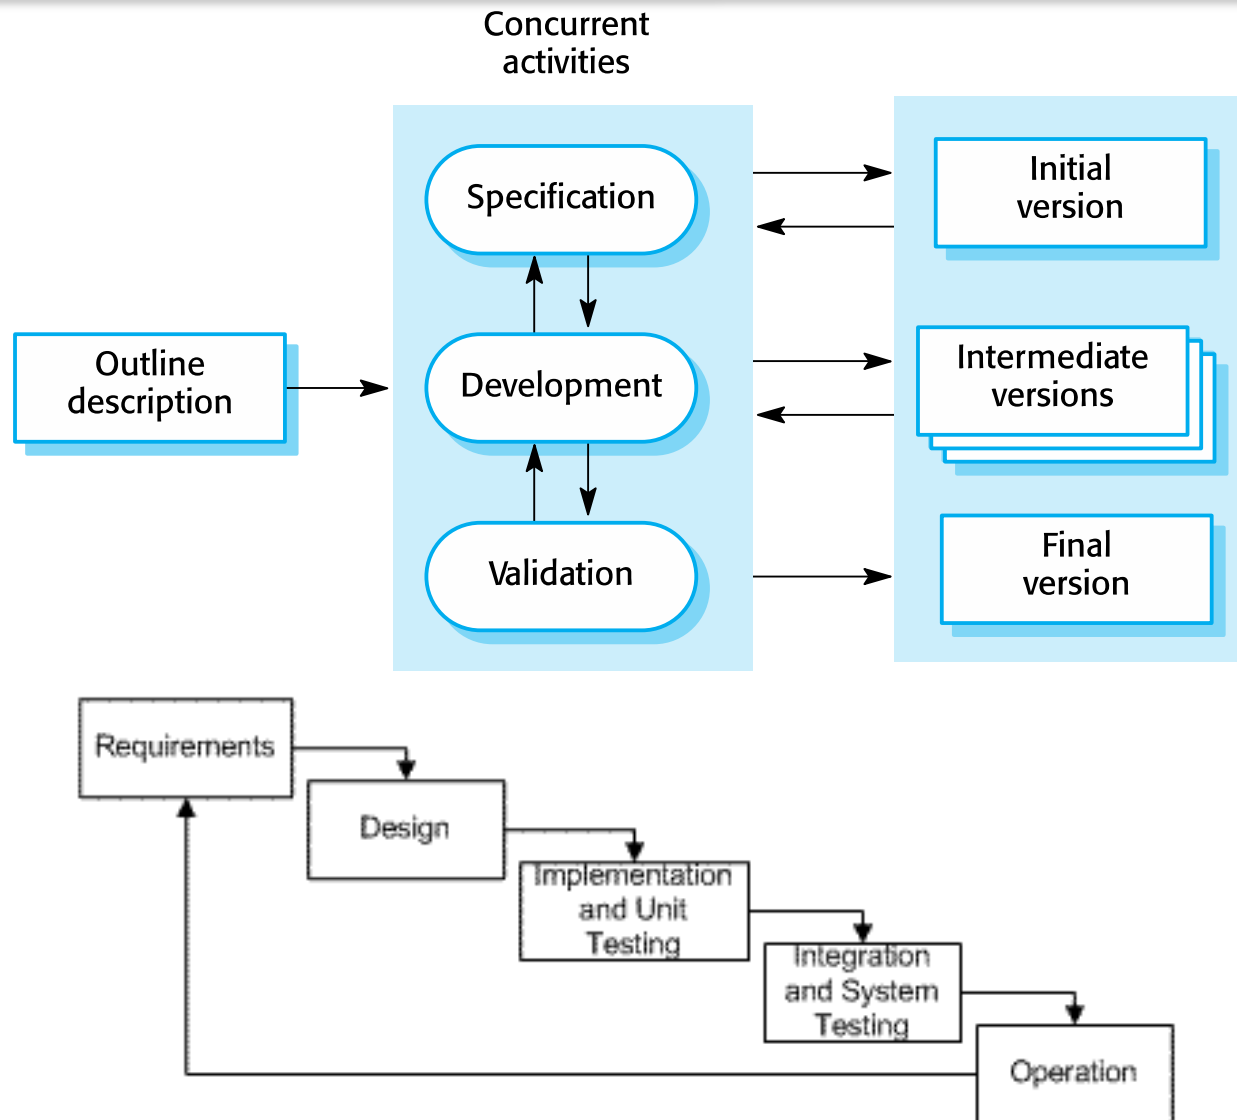 Concurrent
activities
Specification
Initial
version
Outline
description
Development
Intermediate
versions
Validation
Final
version
Requirements
Design
Implementation
and Unit
Testing
Integration
and System
Testing
Operation